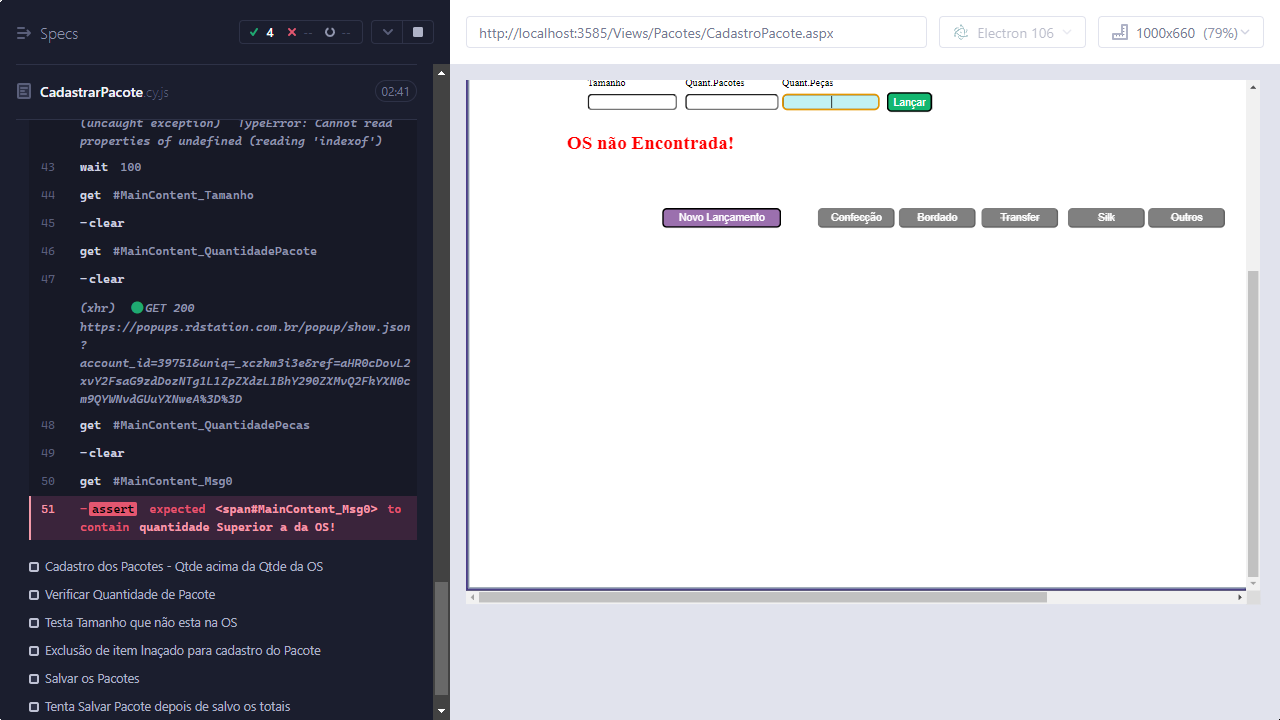 Specs
4
--
--
CadastrarPacote.cy.js
02:41
(uncaught exception) TypeError: Cannot read
properties of undefined (reading 'indexof')
43 wait 100
44 get #MainContent_Tamanho
45 -clear
46 get #MainContent_QuantidadePacote
47 -clear
(xhr) GET 200
https://popups.rdstation.com.br/popup/show.json
?
account_id=39751&uniq=_xczkm3i3e&ref=aHR0cDovL2
xvY2FsaG9zdDozNTg1L1ZpZXdzL1BhY290ZXMvQ2FkYXN0c
m9QYWNvdGUuYXNweA%3D%3D
48 get #MainContent_QuantidadePecas
49 -clear
50 get #MainContent_Msg0
51 -assert expected <span#MainContent_Msg0> to
contain quantidade Superior a da OS!
Cadastro dos Pacotes - Qtde acima da Qtde da OS
Verificar Quantidade de Pacote
Testa Tamanho que não esta na OS
Exclusão de item lnaçado para cadastro do Pacote
Salvar os Pacotes
Tenta Salvar Pacote depois de salvo os totais
http://localhost:3585/Views/Pacotes/CadastroPacote.aspx
Electron 106
1000x660 (79%)
Tamanho Quant.Pacotes Quant.Peças
Lançar
OS não Encontrada!
Novo Lançamento Confecção Bordado Transfer Silk Outros